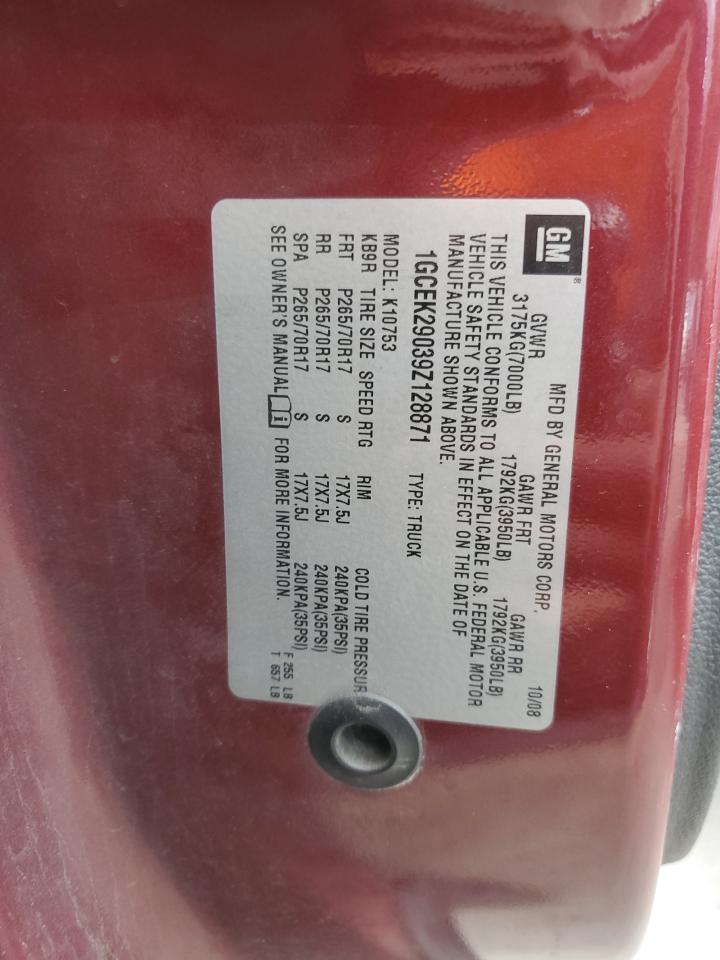 GM ®
MFD BY GENERAL MOTORS CORP. 10/08
GVWR GAWR FRT GAWR RR
3175KG(7000LB) 1792KG(3950LB) 1792KG(3950LB)
THIS VEHICLE CONFORMS TO ALL APPLICABLE U.S. FEDERAL MOTOR
VEHICLE SAFETY STANDARDS IN EFFECT ON THE DATE OF
MANUFACTURE SHOWN ABOVE.
1GCEK29039Z128871 TYPE: TRUCK
MODEL: K10753
KB9R TIRE SIZE SPEED RTG RIM COLD TIRE PRESSUR
FRT P265/70R17 S 17X7.5J 240KPA(35PSI)
RR P265/70R17 S 17X7.5J 240KPA(35PSI)
SPA P265/70R17 S 17X7.5J 240KPA(35PSI) F 255 LB
SEE OWNER'S MANUAL i FOR MORE INFORMATION. T 657 LB